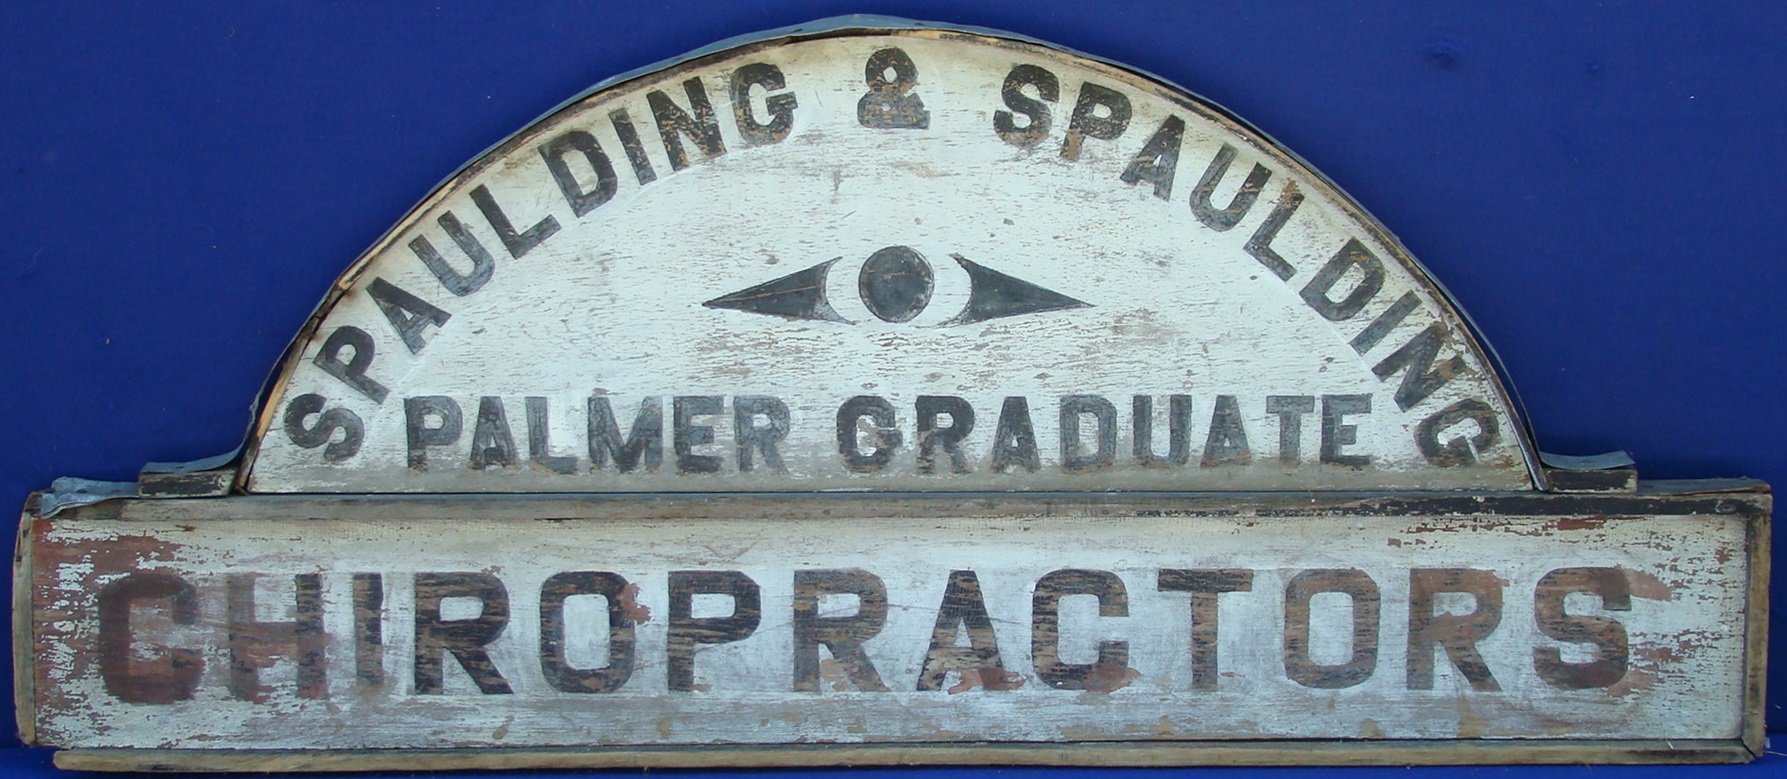 SPAULDING & SPAULDING
PALMER GRADUATE
CHIROPRACTORS